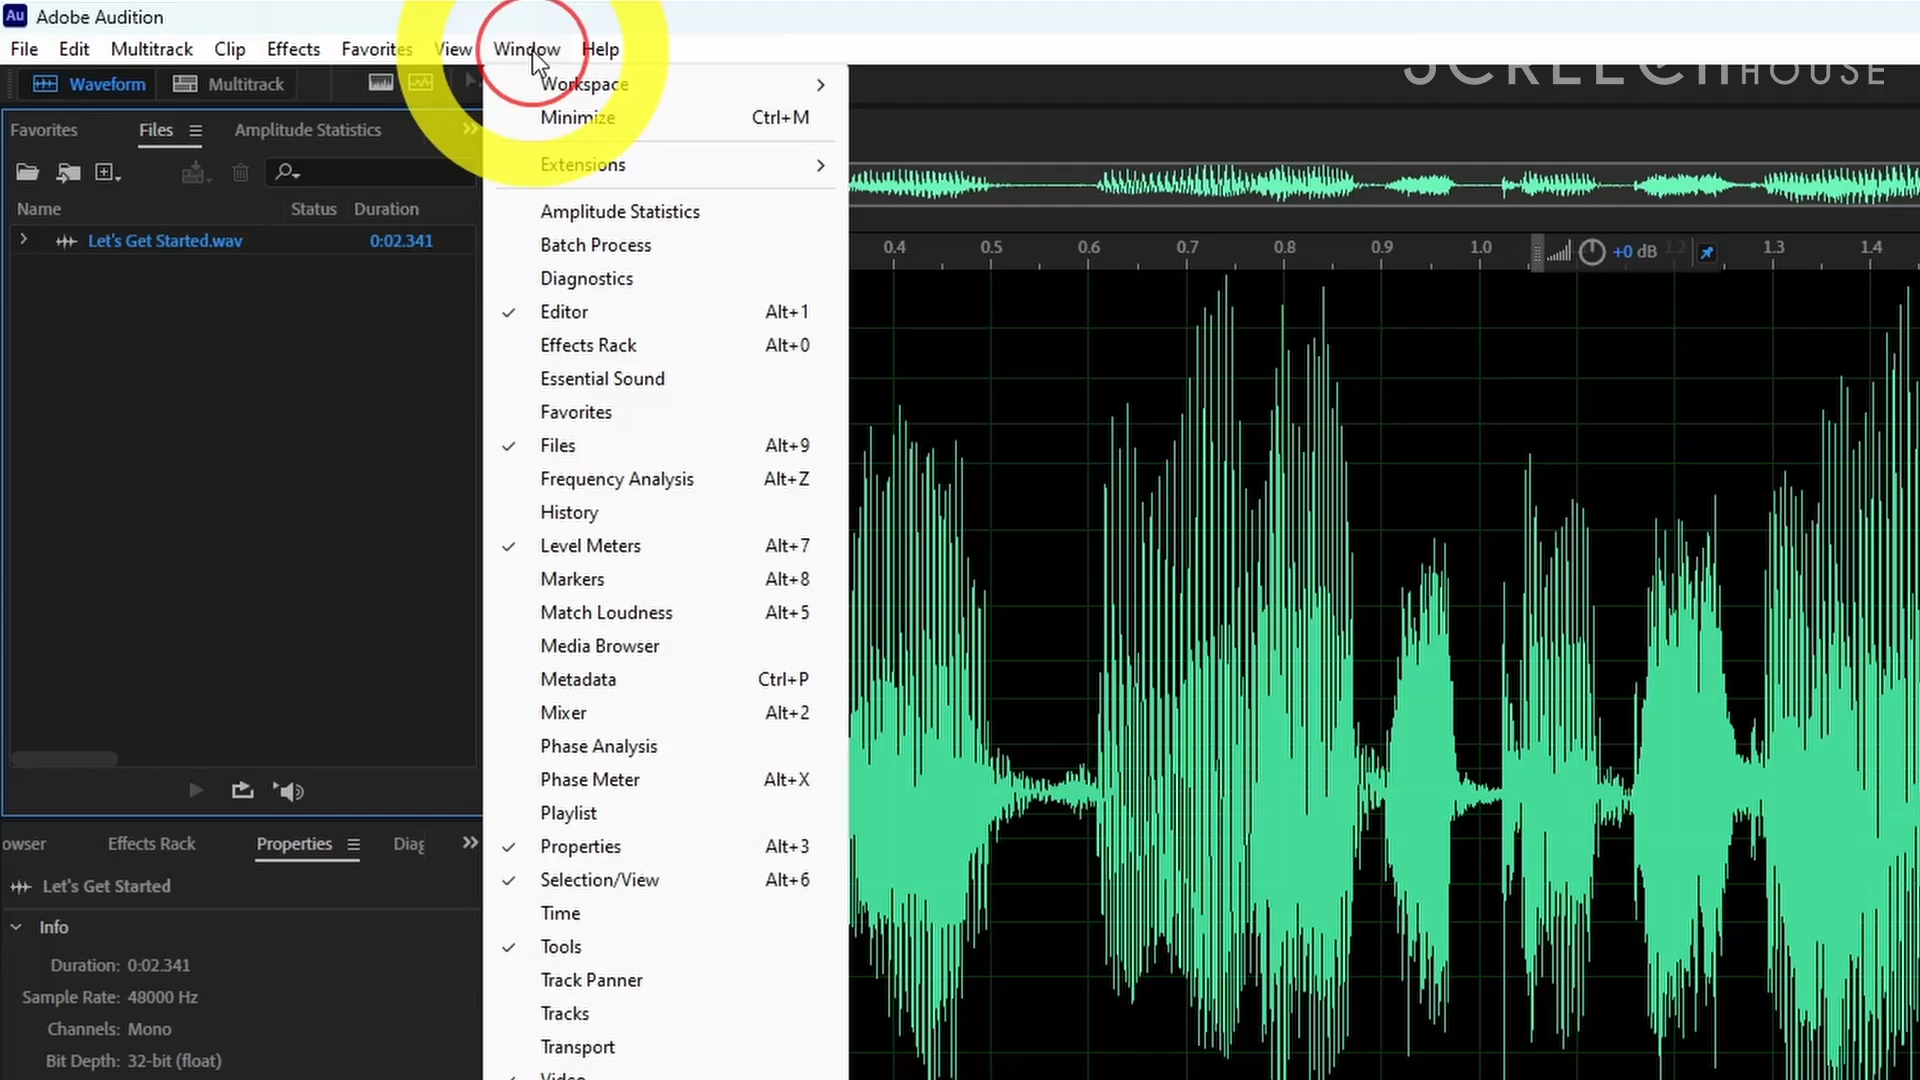 Au Adobe Audition
File Edit Multitrack Clip Effects Favorites View Window Help
Waveform Multitrack
SCREECH HOUSE
Favorites Files Amplitude Statistics
Name Status Duration
Let's Get Started.wav 0:02.341
Workspace
Minimize Ctrl+M
Extensions
Amplitude Statistics
Batch Process
Diagnostics
Editor Alt+1
Effects Rack Alt+0
Essential Sound
Favorites
Files Alt+9
Frequency Analysis Alt+Z
History
Level Meters Alt+7
Markers Alt+8
Match Loudness Alt+5
Media Browser
Metadata Ctrl+P
Mixer Alt+2
Phase Analysis
Phase Meter Alt+X
Playlist
Properties Alt+3
Selection/View Alt+6
Time
Tools
Track Panner
Tracks
Transport
Video
0.4 0.5 0.6 0.7 0.8 0.9 1.0 1.2 1.3 1.4
+0 dB
owser Effects Rack Properties Diag
Let's Get Started
Info
Duration: 0:02.341
Sample Rate: 48000 Hz
Channels: Mono
Bit Depth: 32-bit (float)